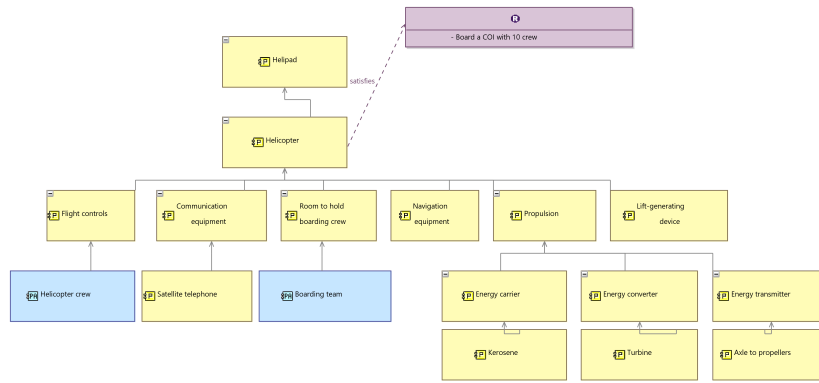 R
- Board a COI with 10 crew
P Helipad
satisfies
P Helicopter
P Flight controls
Communication
P equipment
Room to hold
P boarding crew
Navigation
P equipment
P Propulsion
Lift-generating
P device
PA Helicopter crew
P Satellite telephone
PA Boarding team
P Energy carrier
P Energy converter
P Energy transmitter
P Kerosene
P Turbine
P Axle to propellers